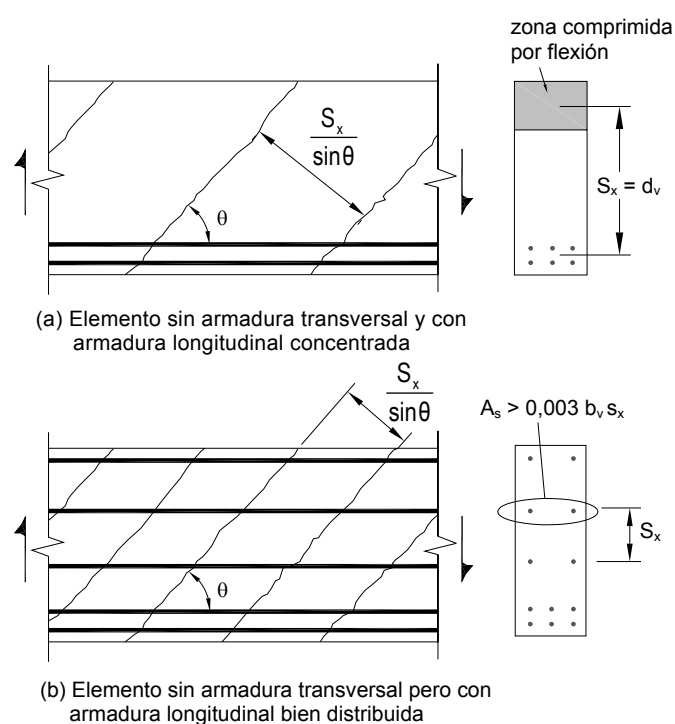 zona comprimida
por flexión
S_x
sinθ
θ
S_x = d_v
(a) Elemento sin armadura transversal y con
armadura longitudinal concentrada
S_x
sinθ
A_s > 0,003 b_v s_x
S_x
θ
(b) Elemento sin armadura transversal pero con
armadura longitudinal bien distribuida